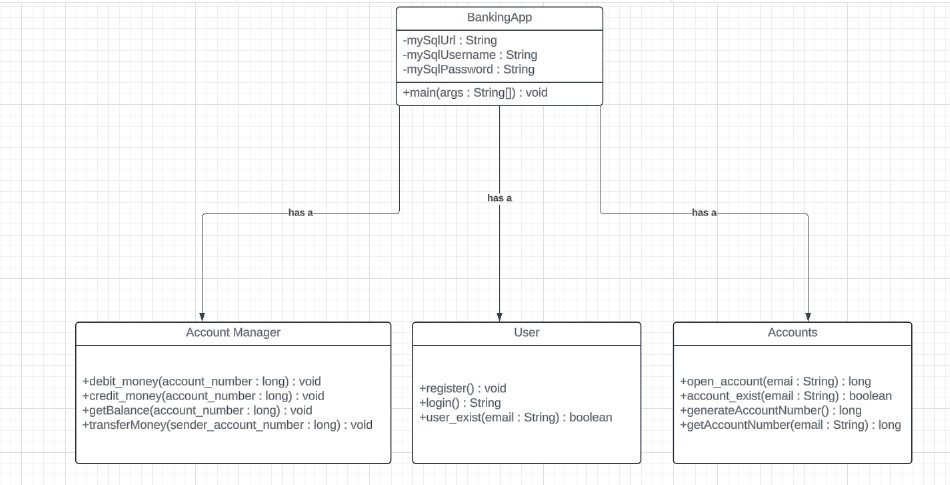 BankingApp
-mySqlUrl : String
-mySqlUsername : String
-mySqlPassword : String
+main(args : String[]) : void
has a
has a
has a
Account Manager
+debit_money(account_number : long) : void
+credit_money(account_number : long) : void
+getBalance(account_number : long) : void
+transferMoney(sender_account_number : long) : void
User
+register() : void
+login() : String
+user_exist(email : String) : boolean
Accounts
+open_account(emai : String) : long
+account_exist(email : String) : boolean
+generateAccountNumber() : long
+getAccountNumber(email : String) : long